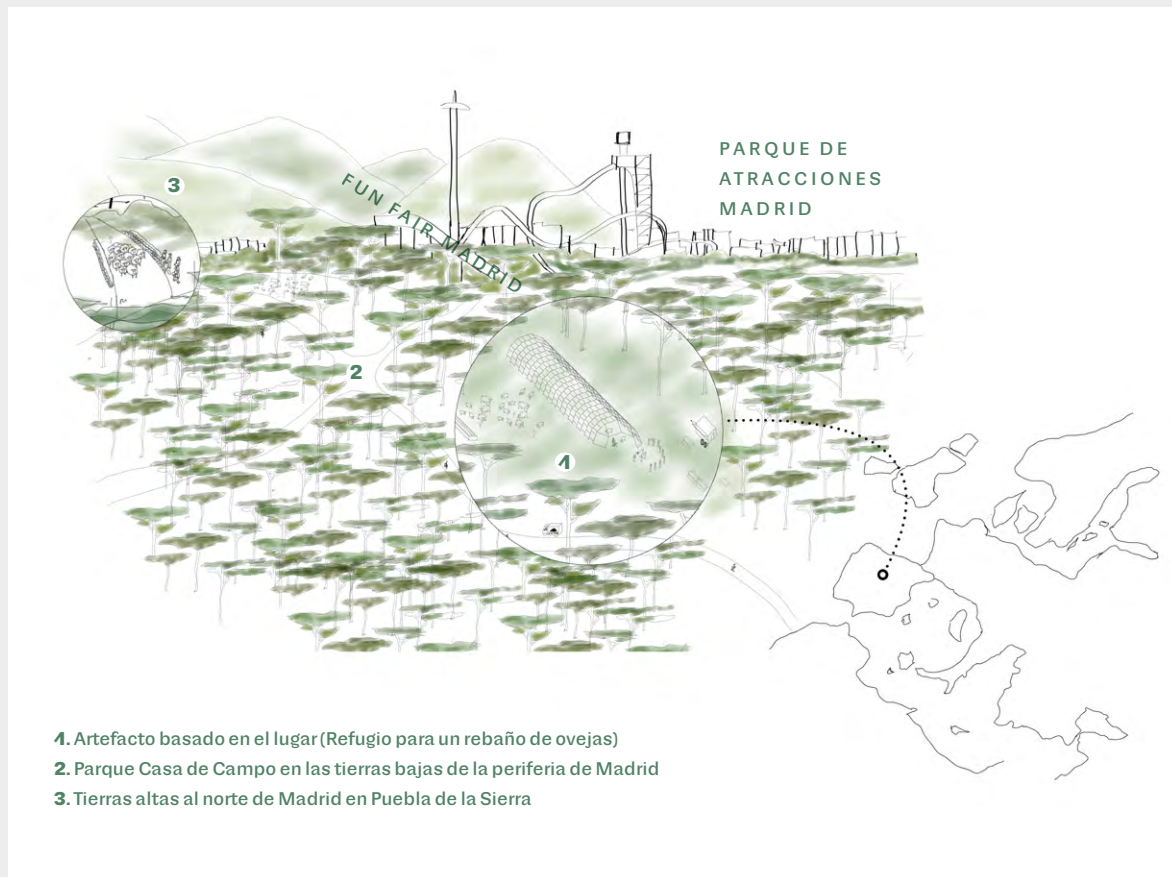 PARQUE DE
ATRACCIONES
MADRID
3
FUN FAIR MADRID
2
1
1. Artefacto basado en el lugar (Refugio para un rebaño de ovejas)
2. Parque Casa de Campo en las tierras bajas de la periferia de Madrid
3. Tierras altas al norte de Madrid en Puebla de la Sierra